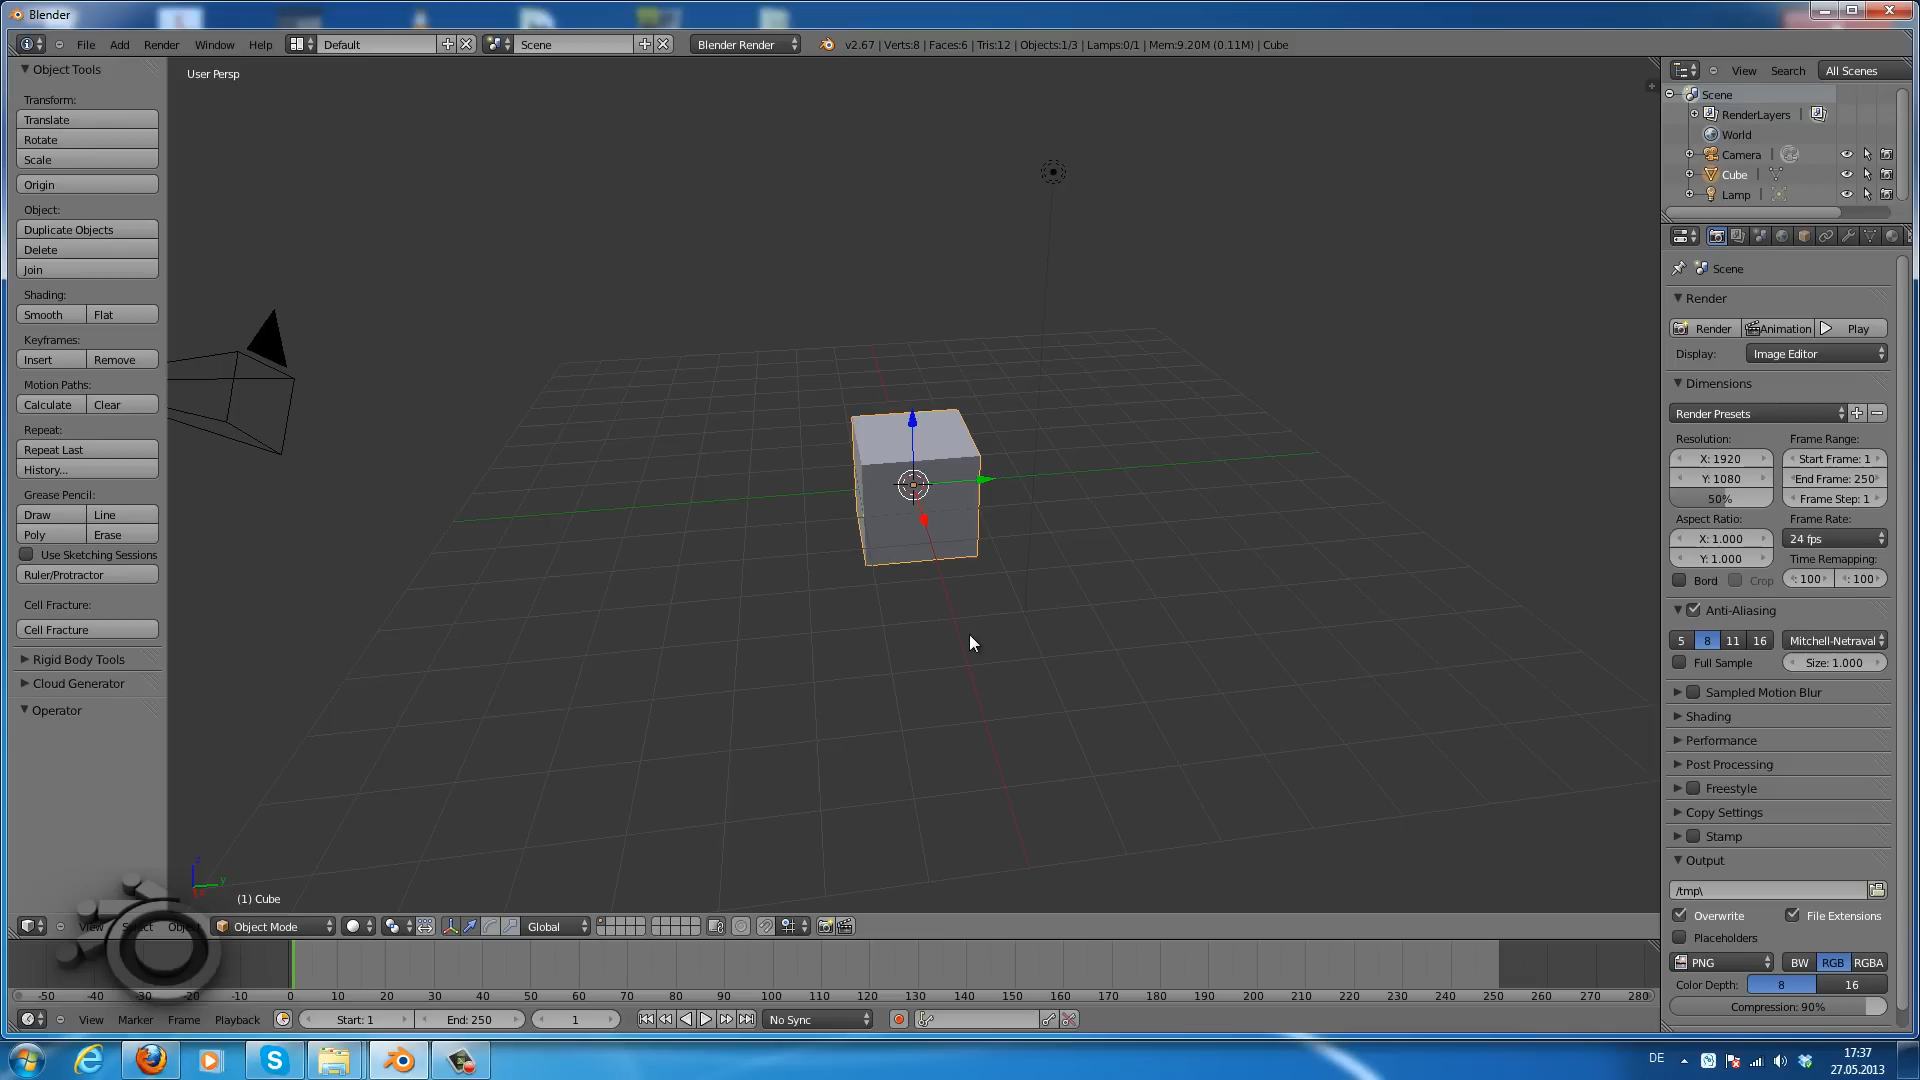 Blender
File Add Render Window Help Default Scene Blender Render v2.67 | Verts:8 | Faces:6 | Tris:12 | Objects:1/3 | Lamps:0/1 | Mem:9.20M (0.11M) | Cube
Object Tools
Transform:
Translate
Rotate
Scale
Origin
Object:
Duplicate Objects
Delete
Join
Shading:
Smooth Flat
Keyframes:
Insert Remove
Motion Paths:
Calculate Clear
Repeat:
Repeat Last
History...
Grease Pencil:
Draw Line
Poly Erase
Use Sketching Sessions
Ruler/Protractor
Cell Fracture:
Cell Fracture
Rigid Body Tools
Cloud Generator
Operator
User Persp
z
y
(1) Cube
View Select Object Object Mode Global
-50 -40 -30 -20 -10 0 10 20 30 40 50 60 70 80 90 100 110 120 130 140 150 160 170 180 190 200 210 220 230 240 250 260 270 280
View Marker Frame Playback Start: 1 End: 250 1 No Sync
View Search All Scenes
Scene
RenderLayers
World
Camera
Cube
Lamp
Scene
Render
Render Animation Play
Display: Image Editor
Dimensions
Render Presets
Resolution: Frame Range:
X: 1920 Start Frame: 1
Y: 1080 End Frame: 250
50% Frame Step: 1
Aspect Ratio: Frame Rate:
X: 1.000 24 fps
Y: 1.000 Time Remapping:
Bord Crop : 100 : 100
Anti-Aliasing
5 8 11 16 Mitchell-Netraval
Full Sample Size: 1.000
Sampled Motion Blur
Shading
Performance
Post Processing
Freestyle
Copy Settings
Stamp
Output
/tmp\
Overwrite File Extensions
Placeholders
PNG BW RGB RGBA
Color Depth: 8 16
Compression: 90%
DE 17:37
27.05.2013